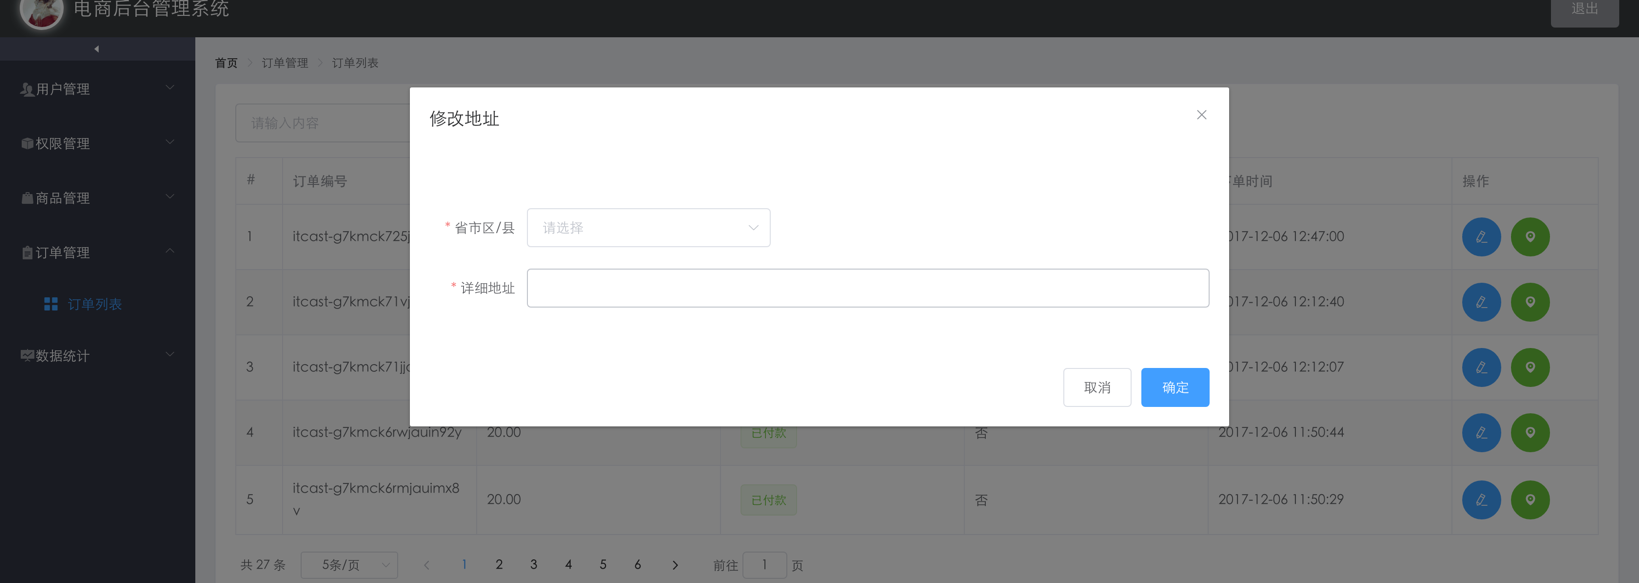 电商后台管理系统
退出
首页 订单管理 订单列表
用户管理
权限管理
商品管理
订单管理
订单列表
数据统计
请输入内容
修改地址
* 省市区/县 请选择
* 详细地址
取消 确定
# 订单编号 单时间 操作
1 itcast-g7kmck725j 2017-12-06 12:47:00
2 itcast-g7kmck71vj 2017-12-06 12:12:40
3 itcast-g7kmck71jjc 2017-12-06 12:12:07
4 itcast-g7kmck6rwjauin92y 20.00 已付款 否 2017-12-06 11:50:44
5 itcast-g7kmck6rmjauimx8
v 20.00 已付款 否 2017-12-06 11:50:29
共 27 条 5条/页 1 2 3 4 5 6 前往 1 页